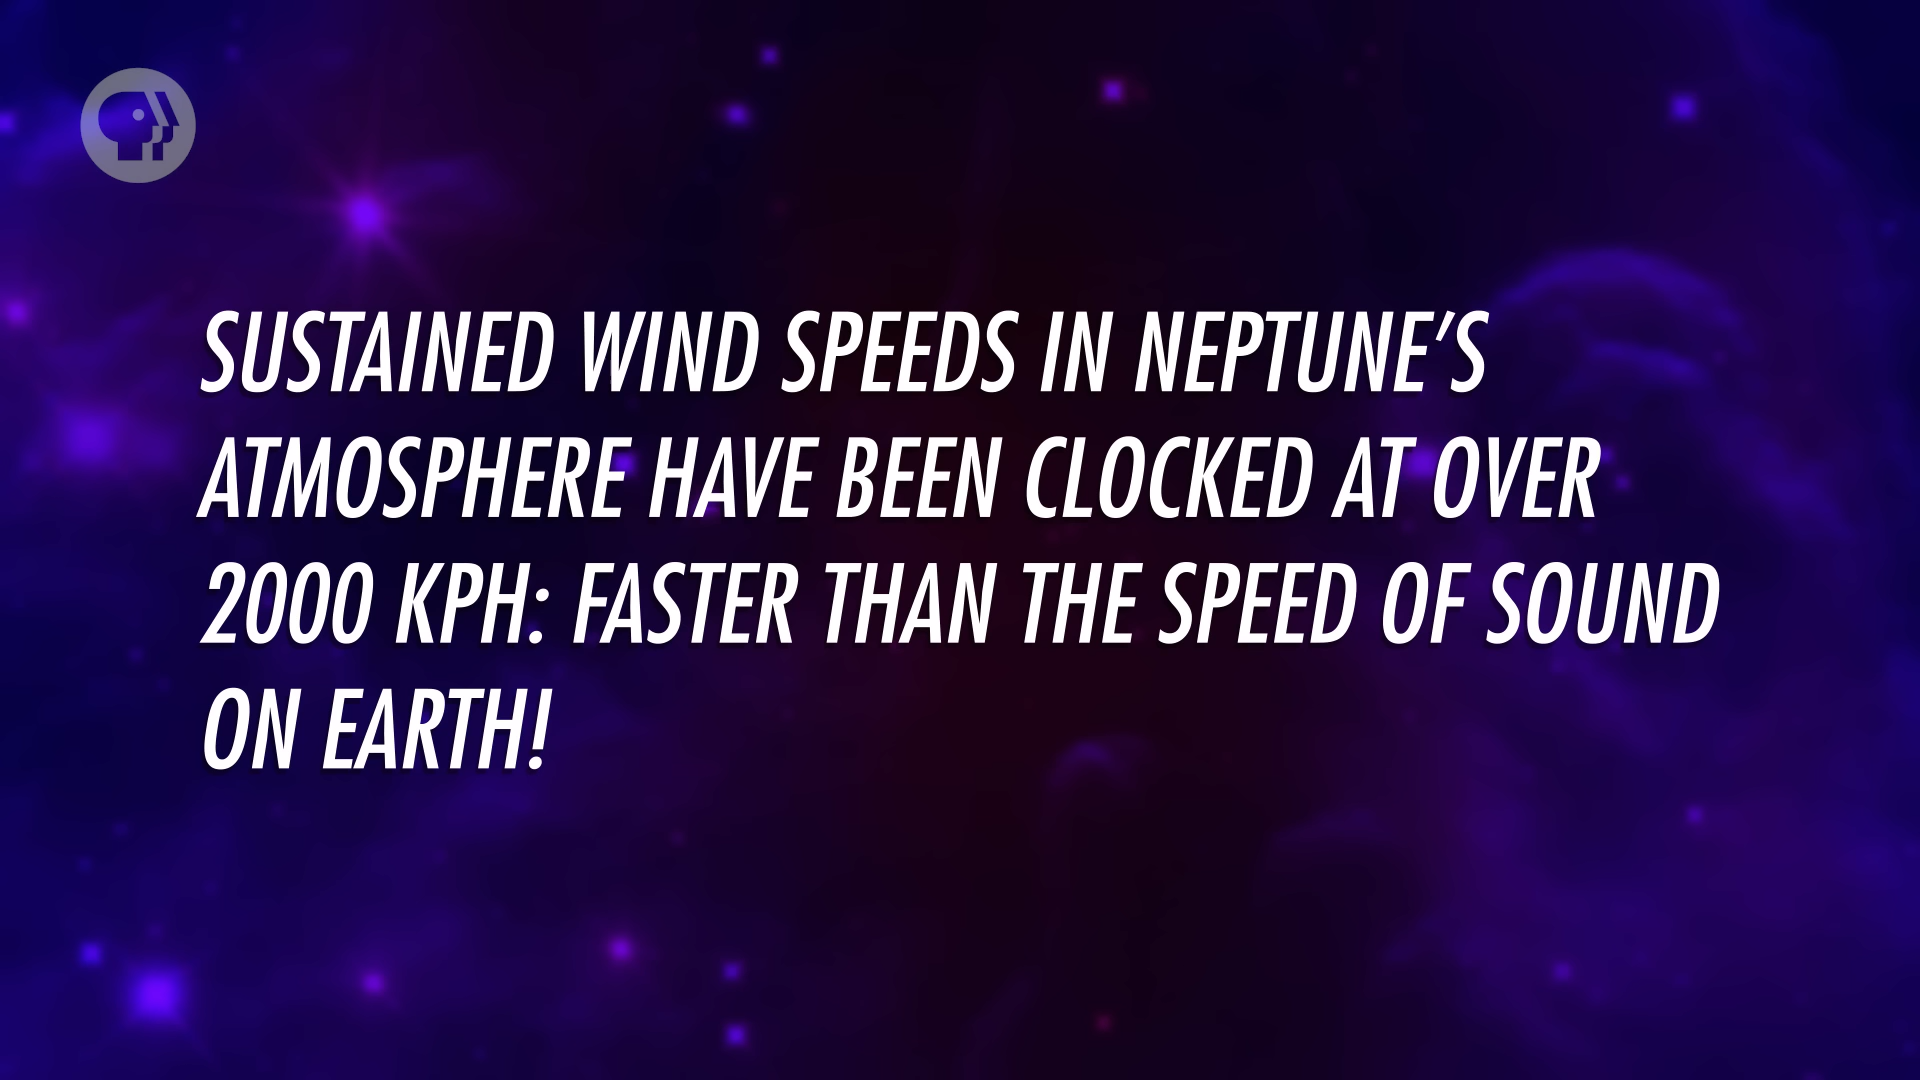 SUSTAINED WIND SPEEDS IN NEPTUNE’S
ATMOSPHERE HAVE BEEN CLOCKED AT OVER
2000 KPH: FASTER THAN THE SPEED OF SOUND
ON EARTH!